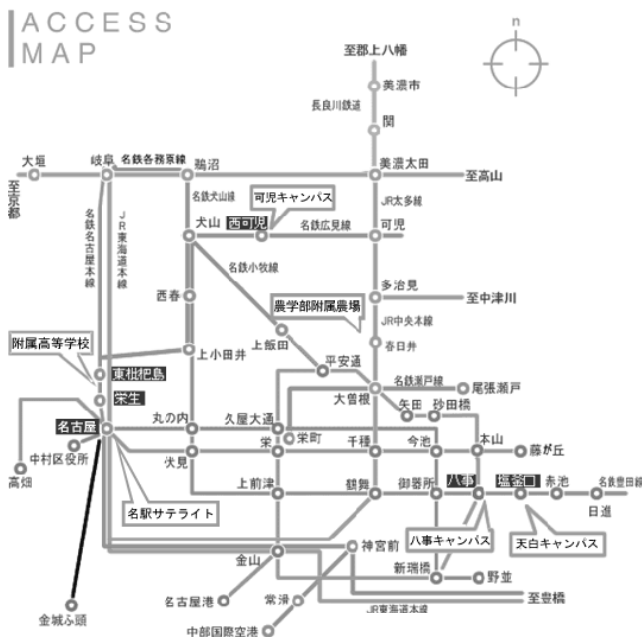 ACCESS
MAP
n
至郡上八幡
美濃市
長良川鉄道
関
大垣
岐阜
名鉄各務原線
鵜沼
美濃太田
至高山
至京都
名鉄名古屋本線
JR東海道本線
名鉄犬山線
可児キャンパス
JR太多線
犬山
西可児
名鉄広見線
可児
名鉄小牧線
西春
多治見
至中津川
農学部附属農場
JR中央本線
附属高等学校
上小田井
上飯田
春日井
平安通
東枇杷島
名鉄瀬戸線
尾張瀬戸
大曽根
栄生
矢田
砂田橋
名古屋
丸の内
久屋大通
中村区役所
伏見
栄
栄町
千種
今池
本山
藤が丘
高畑
上前津
鶴舞
御器所
八事
塩釜口
赤池
名鉄豊田線
日進
名駅サテライト
八事キャンパス
天白キャンパス
金山
神宮前
新瑞橋
野並
金城ふ頭
名古屋港
常滑
至豊橋
JR東海道本線
中部国際空港